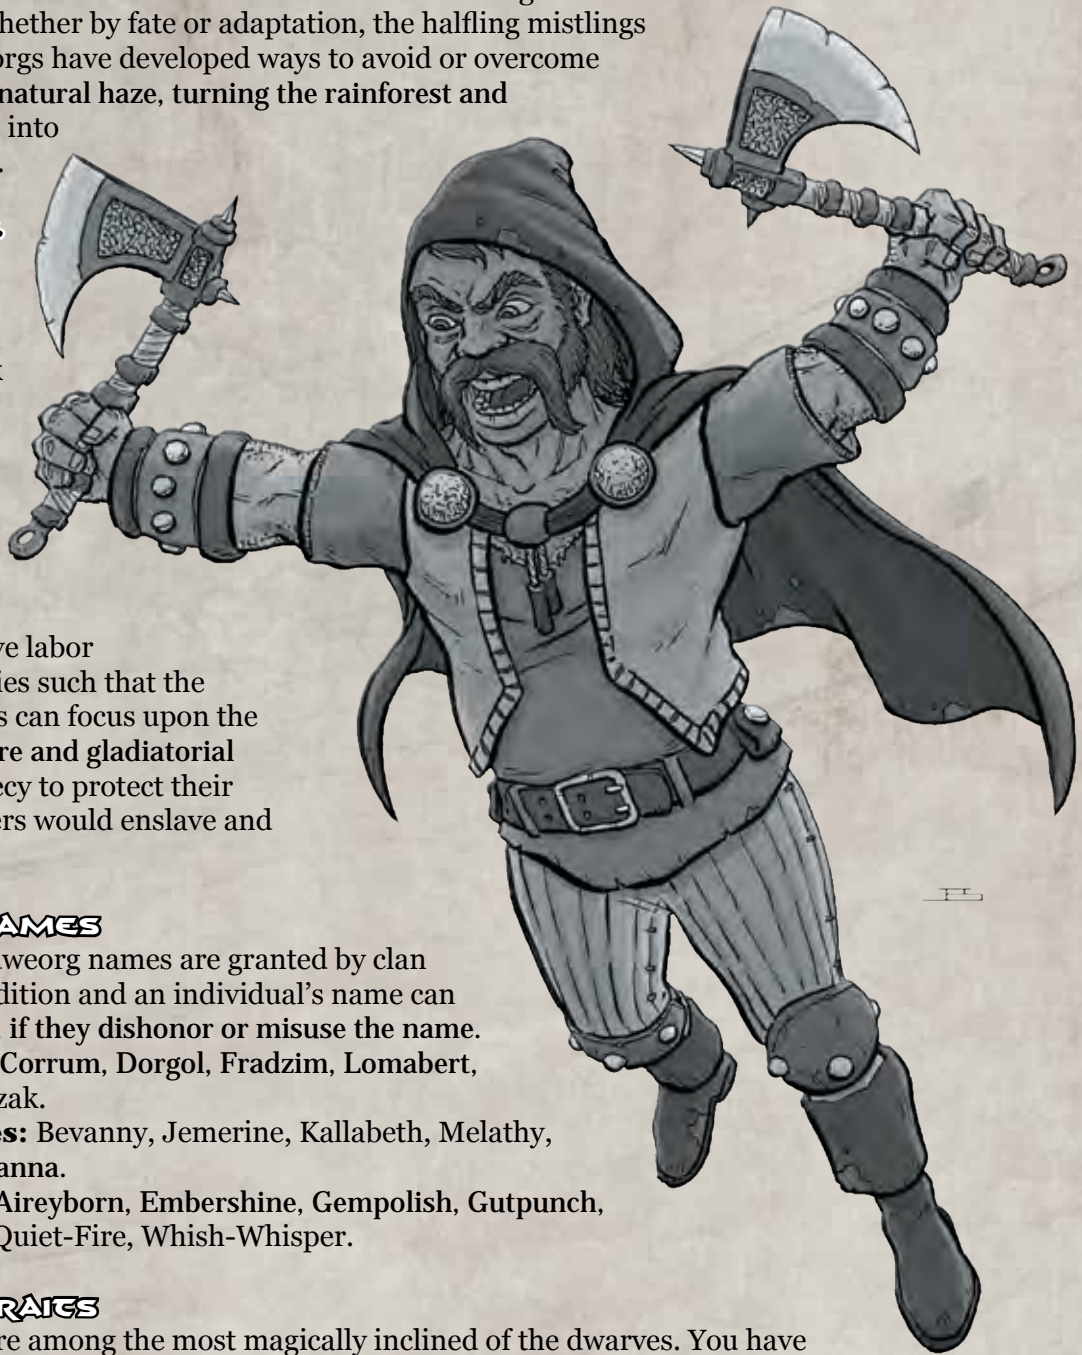 hether by fate or adaptation, the halfling mistlings
orgs have developed ways to avoid or overcome
natural haze, turning the rainforest and
into
ve labor
ies such that the
s can focus upon the
re and gladiatorial
ecy to protect their
ers would enslave and
AMES
weorg names are granted by clan
dition and an individual's name can
if they dishonor or misuse the name.
Corrum, Dorgol, Fradzim, Lomabert,
zak.
es: Bevanny, Jemerine, Kallabeth, Melathy,
anna.
Aireyborn, Embershine, Gempolish, Gutpunch,
Quiet-Fire, Whish-Whisper.
RAITS
re among the most magically inclined of the dwarves. You have